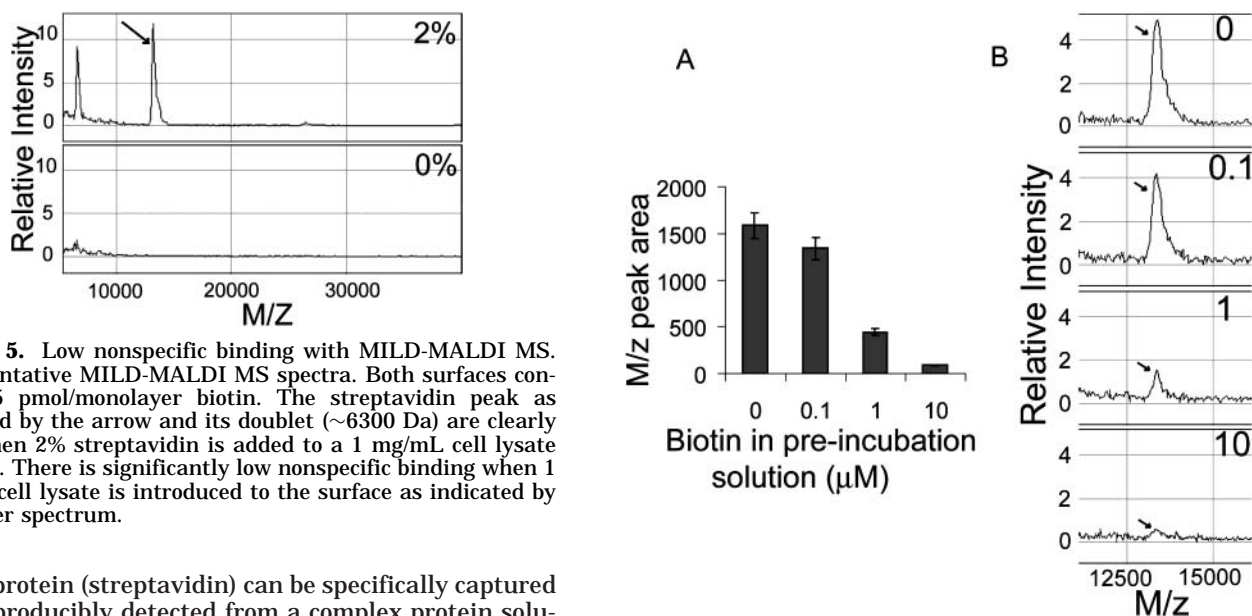 2%
10
5
0
0%
10
5
0
Relative Intensity
10000 20000 30000
M/Z
5. Low nonspecific binding with MILD-MALDI MS.
ntative MILD-MALDI MS spectra. Both surfaces con-
5 pmol/monolayer biotin. The streptavidin peak as
d by the arrow and its doublet (∼6300 Da) are clearly
hen 2% streptavidin is added to a 1 mg/mL cell lysate
. There is significantly low nonspecific binding when 1
cell lysate is introduced to the surface as indicated by
er spectrum.
protein (streptavidin) can be specifically captured
producibly detected from a complex protein solu-
A
M/z peak area
2000
1500
1000
500
0
0 0.1 1 10
Biotin in pre-incubation
solution (μM)
B
Relative Intensity
0
4
2
0
0.1
4
2
0
1
4
2
0
10
4
2
0
12500 15000
M/z